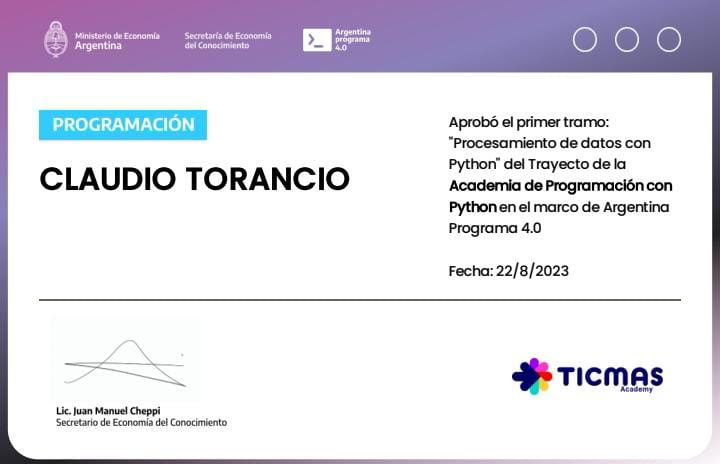 Ministerio de Economía
Argentina
Secretaría de Economía
del Conocimiento
Argentina
programa
4.0
PROGRAMACIÓN
CLAUDIO TORANCIO
Aprobó el primer tramo:
"Procesamiento de datos con
Python" del Trayecto de la
Academia de Programación con
Python en el marco de Argentina
Programa 4.0
Fecha: 22/8/2023
Lic. Juan Manuel Cheppi
Secretario de Economía del Conocimiento
TICMAS
Academy